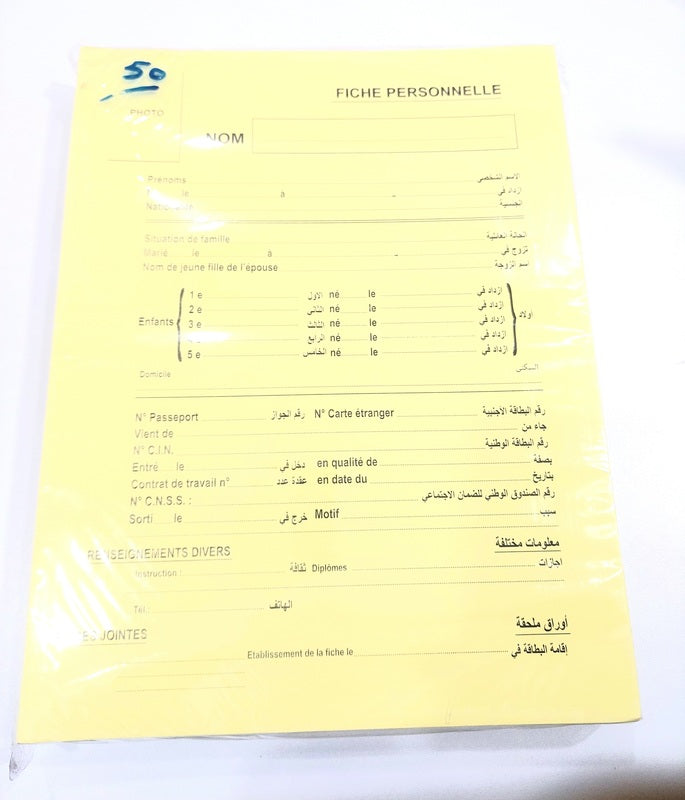 50
FICHE PERSONNELLE
PHOTO
NOM
Prénoms الاسم الشخصي
le à ازداد في
الجنسية
Situation de famille الحالة العائلية
Marié le à تزوج في
Nom de jeune fille de l'épouse اسم الزوجة
Enfants اولاد
1 e الاول né le ازداد في
2 e الثاني né le ازداد في
3 e الثالث né le ازداد في
الرابع né le ازداد في
5 e الخامس né le ازداد في
Domicile السكنى
N° Passeport رقم الجواز N° Carte étranger رقم البطاقة الاجنبية
Vient de جاء من
N° C.I.N. رقم البطاقة الوطنية
Entré le دخل في en qualité de بصفة
Contrat de travail n° عقدة عدد en date du بتاريخ
N° C.N.S.S. : رقم الصندوق الوطني للضمان الاجتماعي
Sorti le خرج في Motif سبب
RENSEIGNEMENTS DIVERS معلومات مختلفة
Instruction : ثقافة Diplômes اجازات
Tél.: الهاتف
JOINTES أوراق ملحقة
Etablissement de la fiche le إقامة البطاقة في